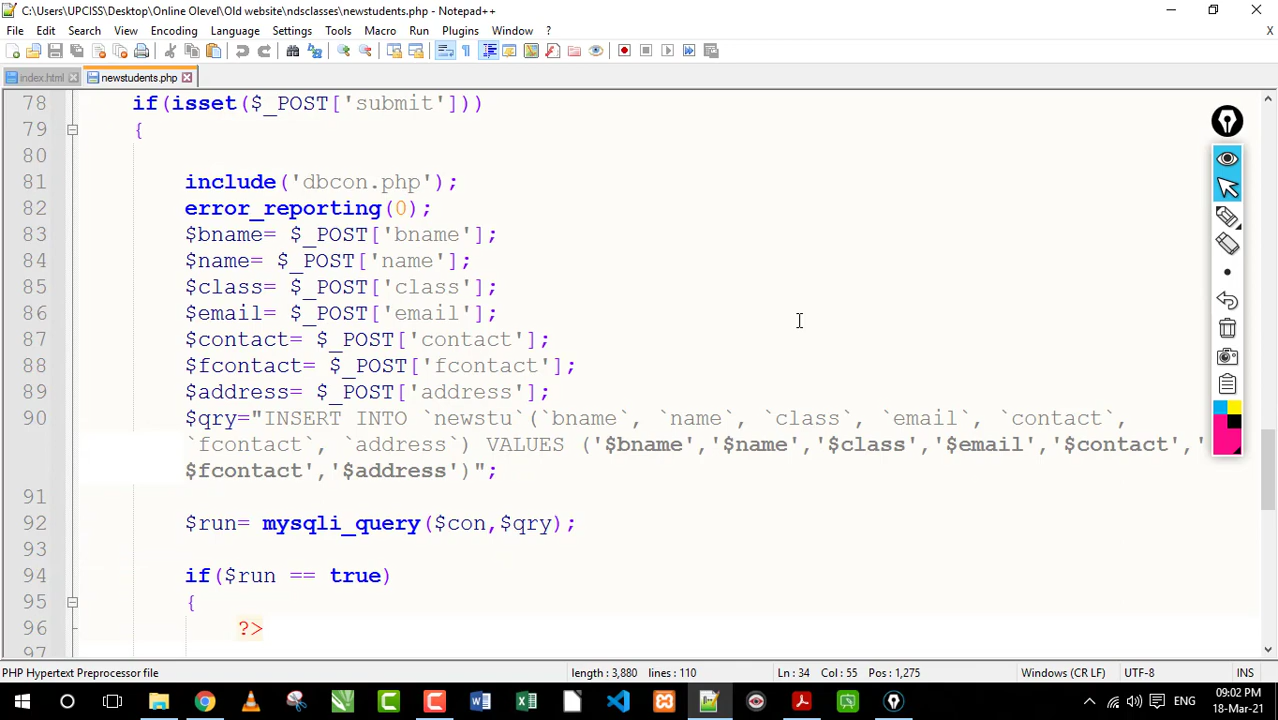 C:\Users\UPCISS\Desktop\Online Olevel\Old website\ndsclasses\newstudents.php - Notepad++
File Edit Search View Encoding Language Settings Tools Macro Run Plugins Window ? X
index.html newstudents.php
78 if(isset($_POST['submit']))
79 {
80
81 include('dbcon.php');
82 error_reporting(0);
83 $bname= $_POST['bname'];
84 $name= $_POST['name'];
85 $class= $_POST['class'];
86 $email= $_POST['email'];
87 $contact= $_POST['contact'];
88 $fcontact= $_POST['fcontact'];
89 $address= $_POST['address'];
90 $qry="INSERT INTO `newstu`(`bname`, `name`, `class`, `email`, `contact`,
`fcontact`, `address`) VALUES ('$bname','$name','$class','$email','$contact','
$fcontact','$address')";
91
92 $run= mysqli_query($con,$qry);
93
94 if($run == true)
95 {
96 ?>
97
PHP Hypertext Preprocessor file length : 3,880 lines : 110 Ln : 34 Col : 55 Pos : 1,275 Windows (CR LF) UTF-8 INS
ENG 09:02 PM
18-Mar-21